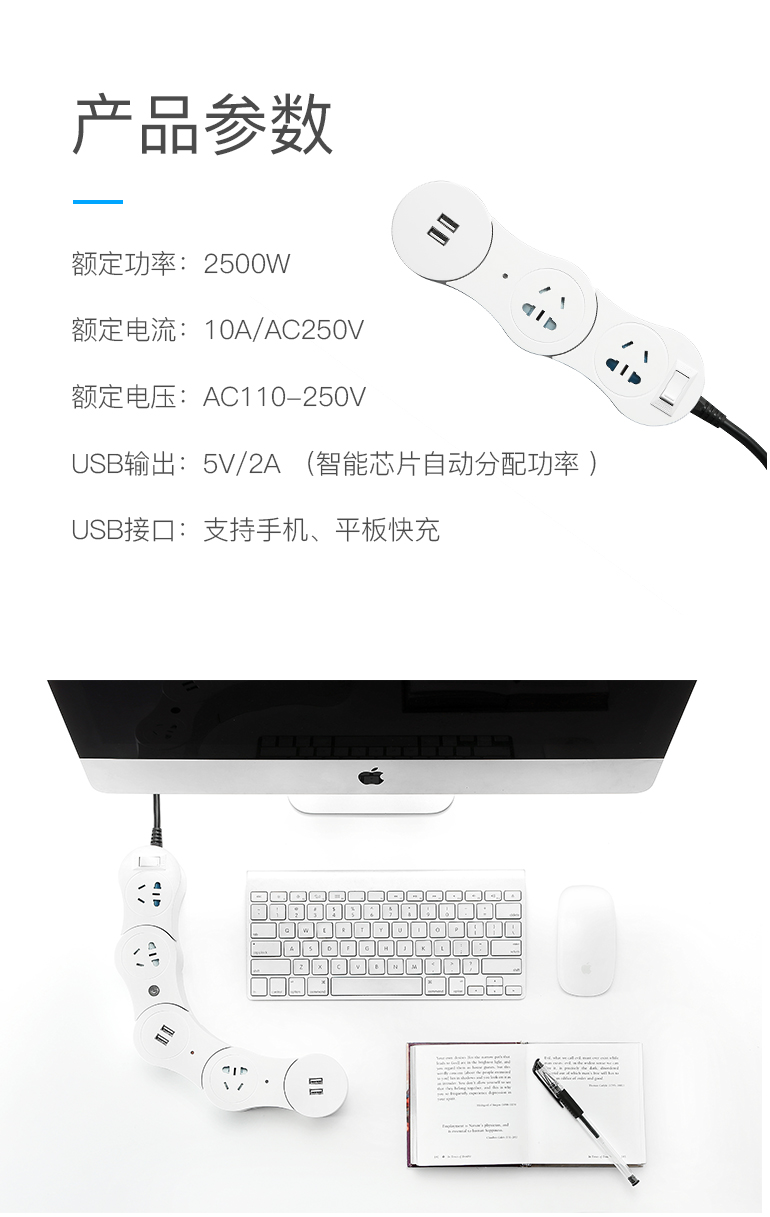 产品参数
额定功率：2500W
额定电流：10A/AC250V
额定电压：AC110-250V
USB输出：5V/2A （智能芯片自动分配功率 ）
USB接口：支持手机、平板快充